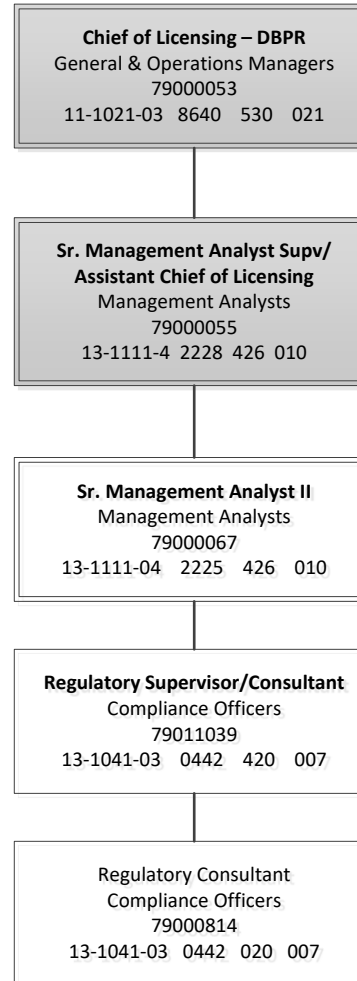 Chief of Licensing – DBPR
General & Operations Managers
79000053
11-1021-03 8640 530 021
Sr. Management Analyst Supv/
Assistant Chief of Licensing
Management Analysts
79000055
13-1111-4 2228 426 010
Sr. Management Analyst II
Management Analysts
79000067
13-1111-04 2225 426 010
Regulatory Supervisor/Consultant
Compliance Officers
79011039
13-1041-03 0442 420 007
Regulatory Consultant
Compliance Officers
79000814
13-1041-03 0442 020 007